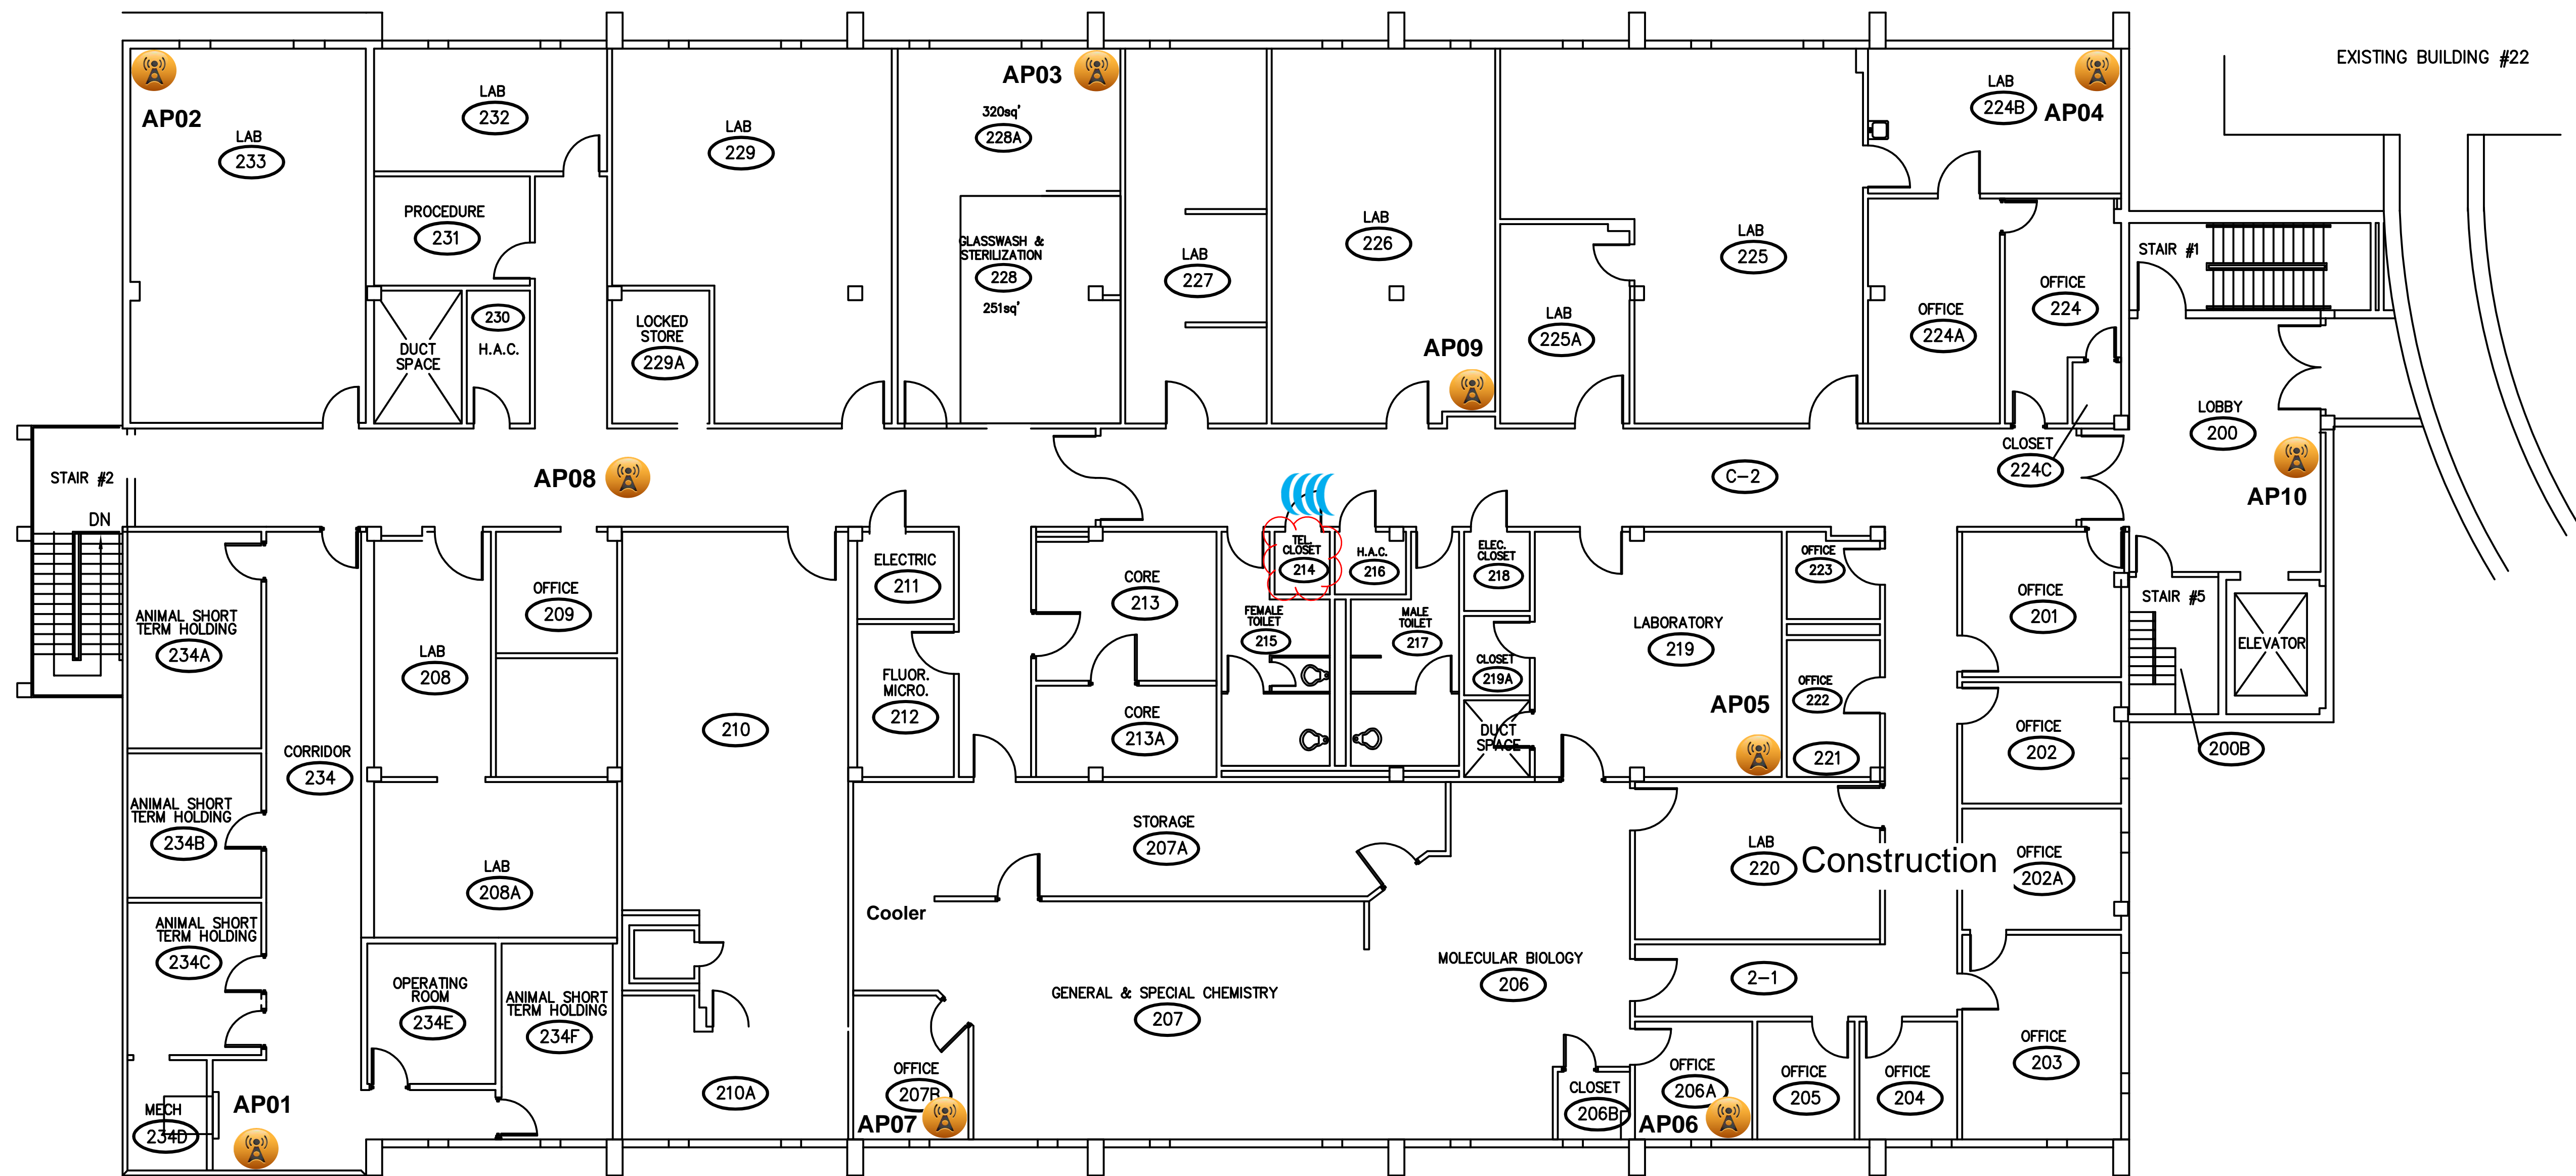 EXISTING BUILDING #22
AP02
LAB
233
LAB
232
PROCEDURE
231
DUCT
SPACE
230
H.A.C.
LAB
229
LOCKED
STORE
229A
AP03
320sq'
228A
GLASSWASH &
STERILIZATION
228
251sq'
LAB
227
LAB
226
AP09
LAB
225A
LAB
225
LAB
224B
AP04
OFFICE
224A
OFFICE
224
CLOSET
224C
STAIR #1
LOBBY
200
AP10
STAIR #2
DN
AP08
C-2
ANIMAL SHORT
TERM HOLDING
234A
ANIMAL SHORT
TERM HOLDING
234B
ANIMAL SHORT
TERM HOLDING
234C
CORRIDOR
234
MECH
234D
AP01
LAB
208
OFFICE
209
LAB
208A
OPERATING
ROOM
234E
ANIMAL SHORT
TERM HOLDING
234F
210
210A
ELECTRIC
211
FLUOR.
MICRO.
212
CORE
213
CORE
213A
TEL.
CLOSET
214
H.A.C.
216
FEMALE
TOILET
215
MALE
TOILET
217
ELEC.
CLOSET
218
CLOSET
219A
DUCT
SPACE
LABORATORY
219
AP05
OFFICE
223
OFFICE
222
221
OFFICE
201
OFFICE
202
OFFICE
202A
OFFICE
203
STAIR #5
ELEVATOR
200B
STORAGE
207A
Cooler
GENERAL & SPECIAL CHEMISTRY
207
OFFICE
207B
AP07
MOLECULAR BIOLOGY
206
LAB
220
Construction
2-1
CLOSET
206B
OFFICE
206A
AP06
OFFICE
205
OFFICE
204